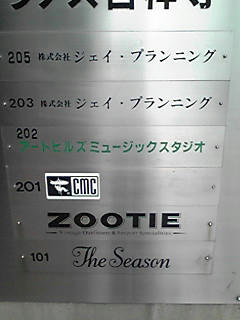 205 株式会社 ジェイ・プランニング
203 株式会社 ジェイ・プランニング
202
アートヒルズミュージックスタジオ
201 CMC
ZOOTIE
101 The Season